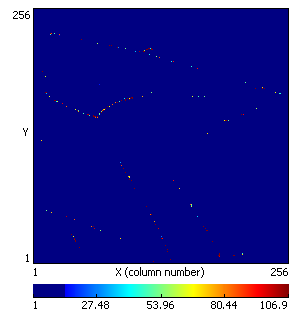 256
Y
1
1 X (column number) 256
1 27.48 53.96 80.44 106.9